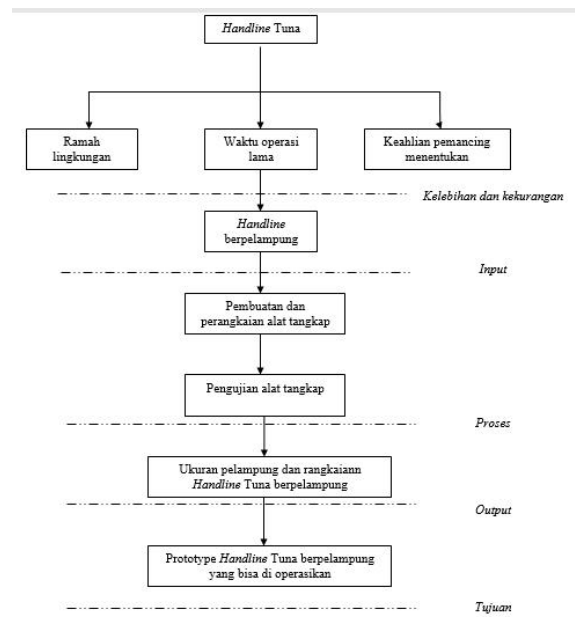 Handline Tuna
Ramah
lingkungan
Waktu operasi
lama
Keahlian pemancing
menentukan
Kelebihan dan kekurangan
Handline
berpelampung
Input
Pembuatan dan
perangkaian alat tangkap
Pengujian alat tangkap
Proses
Ukuran pelampung dan rangkaiann
Handline Tuna berpelampung
Output
Prototype Handline Tuna berpelampung
yang bisa di operasikan
Tujuan